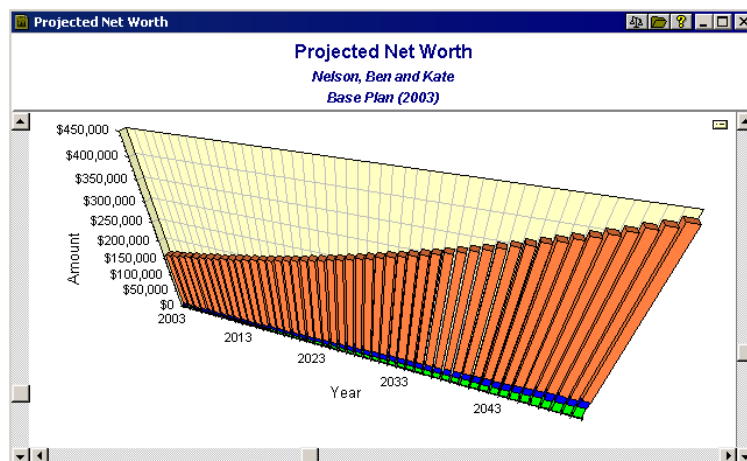 Projected Net Worth
Projected Net Worth
Nelson, Ben and Kate
Base Plan (2003)
$450,000
$400,000
$350,000
$300,000
$250,000
$200,000
$150,000
$100,000
$50,000
$0
Amount
2003
2013
2023
2033
2043
Year